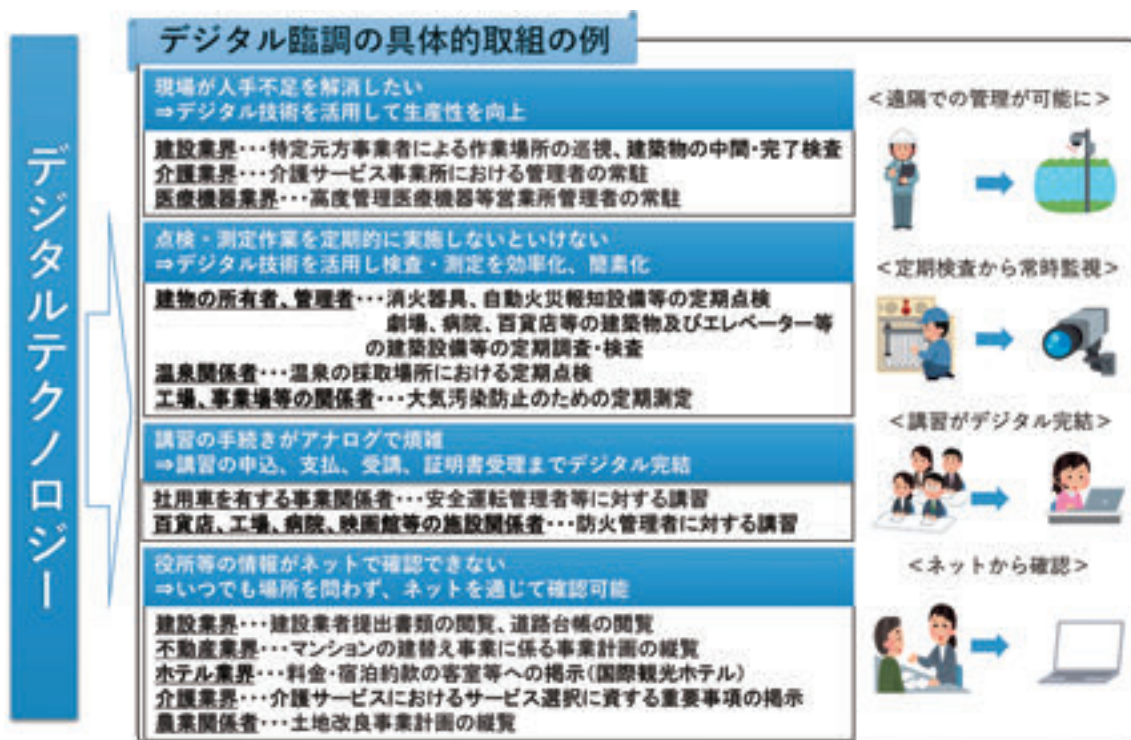 デジタルテクノロジー
デジタル臨調の具体的取組の例
現場が人手不足を解消したい
⇒デジタル技術を活用して生産性を向上
建設業界･･･特定元方事業者による作業場所の巡視、建築物の中間・完了検査
介護業界･･･介護サービス事業所における管理者の常駐
医療機器業界･･･高度管理医療機器等営業所管理者の常駐
<遠隔での管理が可能に>
点検・測定作業を定期的に実施しないといけない
⇒デジタル技術を活用し検査・測定を効率化、簡素化
建物の所有者、管理者･･･消火器具、自動火災報知設備等の定期点検
劇場、病院、百貨店等の建築物及びエレベーター等
の建築設備等の定期調査・検査
温泉関係者･･･温泉の採取場所における定期点検
工場、事業場等の関係者･･･大気汚染防止のための定期測定
<定期検査から常時監視>
講習の手続きがアナログで煩雑
⇒講習の申込、支払、受講、証明書受理までデジタル完結
社用車を有する事業関係者･･･安全運転管理者等に対する講習
百貨店、工場、病院、映画館等の施設関係者･･･防火管理者に対する講習
<講習がデジタル完結>
役所等の情報がネットで確認できない
⇒いつでも場所を問わず、ネットを通じて確認可能
建設業界･･･建設業者提出書類の閲覧、道路台帳の閲覧
不動産業界･･･マンションの建替え事業に係る事業計画の縦覧
ホテル業界･･･料金・宿泊約款の客室等への掲示(国際観光ホテル)
介護業界･･･介護サービスにおけるサービス選択に資する重要事項の掲示
農業関係者･･･土地改良事業計画の縦覧
<ネットから確認>